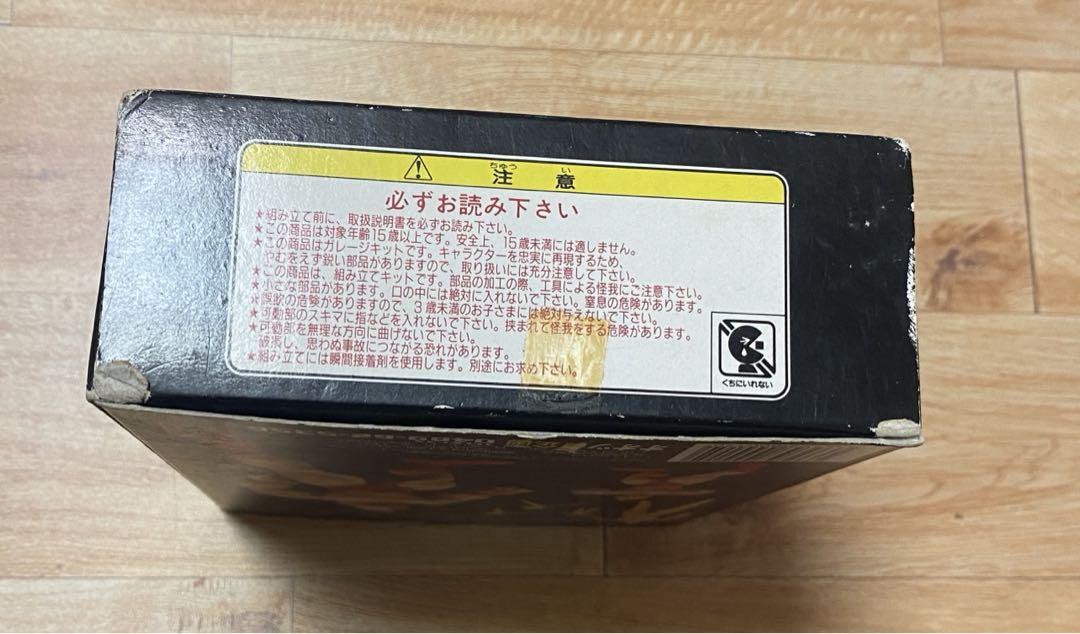 ちゅう い
注 意
必ずお読み下さい
★組み立て前に、取扱説明書を必ずお読み下さい。
★この商品は対象年齢15歳以上です。安全上、15歳未満には適しません。
★この商品はガレージキットです。キャラクターを忠実に再現するため、
やむをえず鋭い部品がありますので、取り扱いには充分注意して下さい。
★この商品は、組み立てキットです。部品の加工の際、工具による怪我にご注意下さい。
★小さな部品があります。口の中には絶対に入れないで下さい。窒息の危険があります。
★誤飲の危険がありますので、3歳未満のお子さまには絶対与えないで下さい。
★可動部のスキマに指などを入れないで下さい。挟まれて怪我をする危険があります。
★可動部を無理な方向に曲げないで下さい。
破損し、思わぬ事故につながる恐れがあります。
★組み立てには瞬間接着剤を使用します。別途にお求め下さい。
くちにいれない